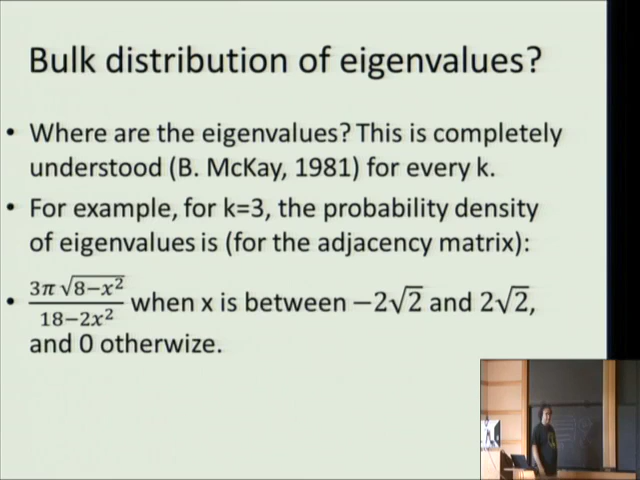 Bulk distribution of eigenvalues?
• Where are the eigenvalues? This is completely
understood (B. McKay, 1981) for every k.
• For example, for k=3, the probability density
of eigenvalues is (for the adjacency matrix):
• 3π √8−x² / 18−2x² when x is between −2√2 and 2√2,
and 0 otherwize.